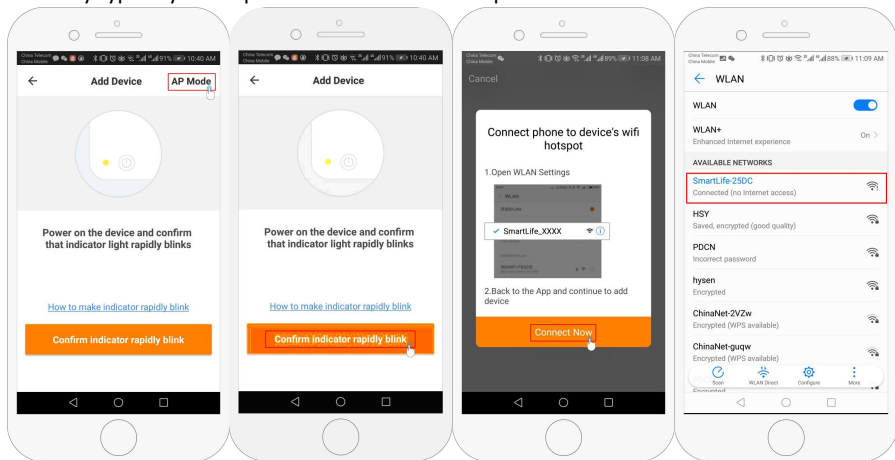 China Telecom
China Mobile
91% 10:40 AM
Add Device
AP Mode
Power on the device and confirm
that indicator light rapidly blinks
How to make indicator rapidly blink
Confirm indicator rapidly blink
China Telecom
China Mobile
91% 10:40 AM
Add Device
Power on the device and confirm
that indicator light rapidly blinks
How to make indicator rapidly blink
Confirm indicator rapidly blink
China Telecom
China Mobile
89% 11:08 AM
Cancel
Connect phone to device's wifi
hotspot
1.Open WLAN Settings
WLAN
SmartLife_XXXX
2.Back to the App and continue to add
device
Connect Now
China Telecom
China Mobile
88% 11:09 AM
WLAN
WLAN
WLAN+
Enhanced Internet experience
On
AVAILABLE NETWORKS
SmartLife-25DC
Connected (no Internet access)
HSY
Saved, encrypted (good quality)
PDCN
Incorrect password
hysen
Encrypted
ChinaNet-2VZw
Encrypted (WPS available)
ChinaNet-guqw
Encrypted (WPS available)
Scan
WLAN Direct
Configure
More
Encrypted